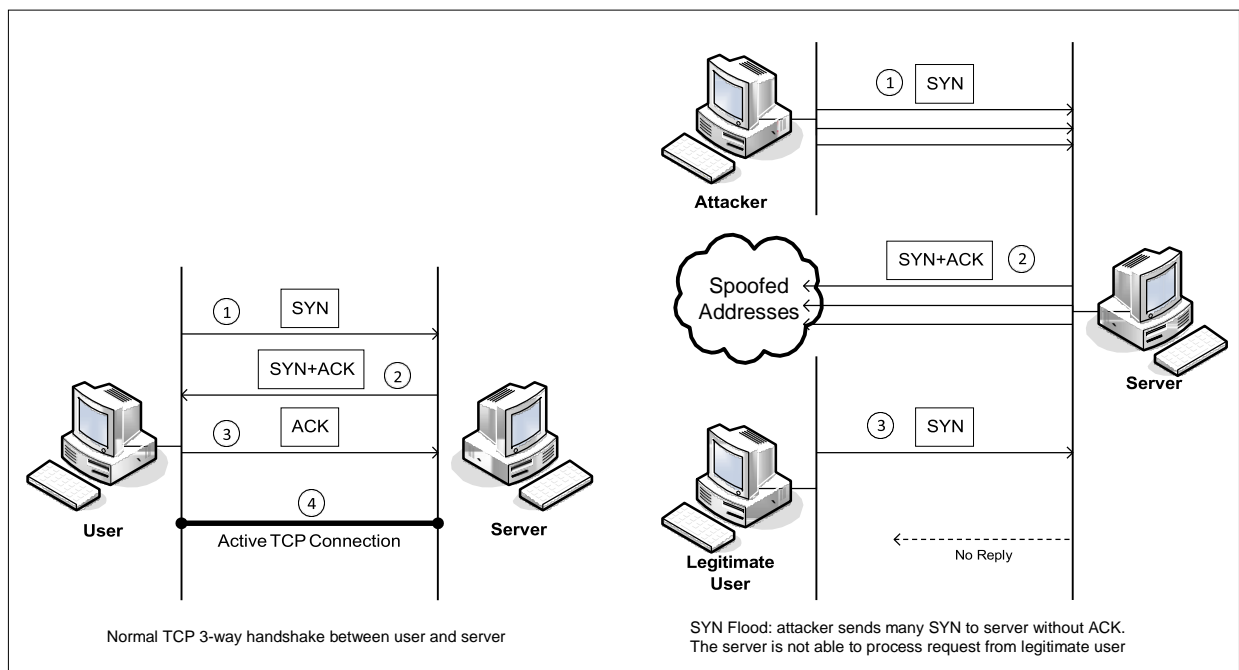 1
SYN
SYN+ACK
2
3
ACK
4
User
Server
Active TCP Connection
Normal TCP 3-way handshake between user and server
1
SYN
Attacker
SYN+ACK
2
Spoofed
Addresses
Server
3
SYN
Legitimate
User
No Reply
SYN Flood: attacker sends many SYN to server without ACK.
The server is not able to process request from legitimate user